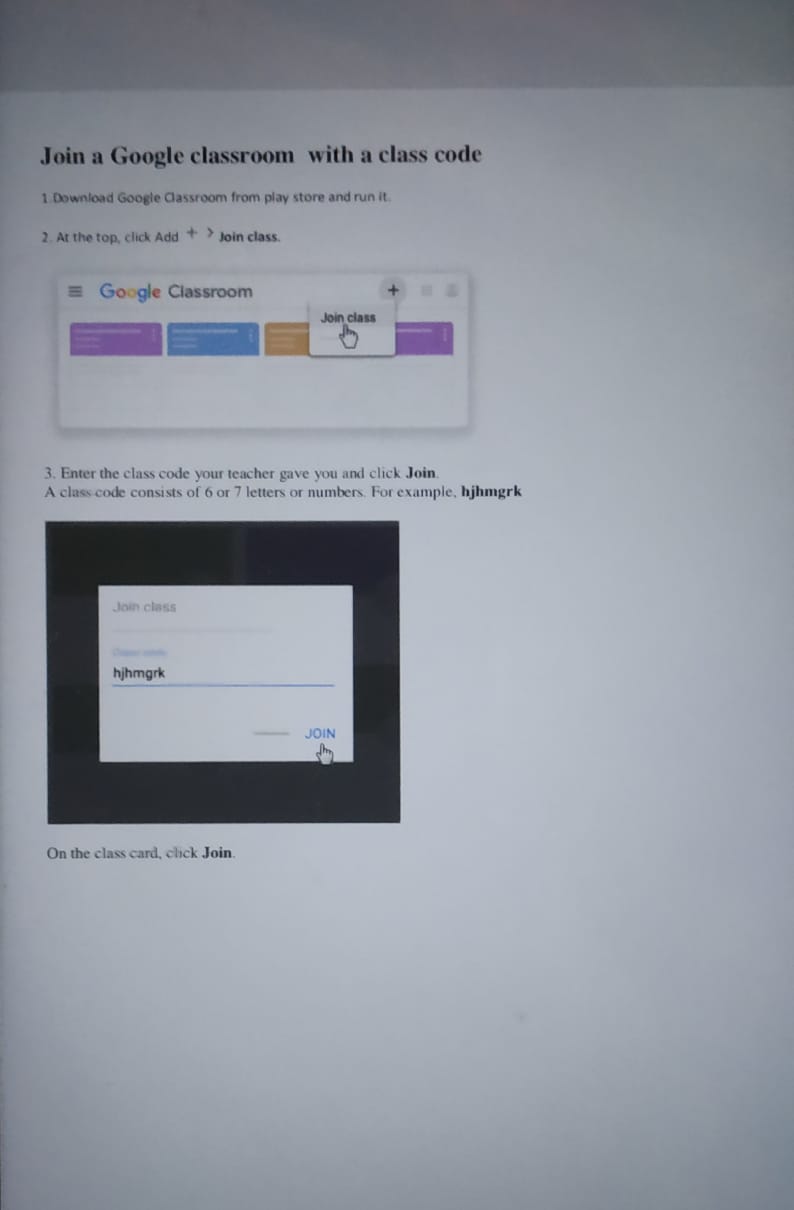 Join a Google classroom with a class code
1.Download Google Classroom from play store and run it.
2. At the top, click Add + > Join class.
Google Classroom +
Join class
3. Enter the class code your teacher gave you and click Join.
A class code consists of 6 or 7 letters or numbers. For example, hjhmgrk
Join class
hjhmgrk
JOIN
On the class card, click Join.